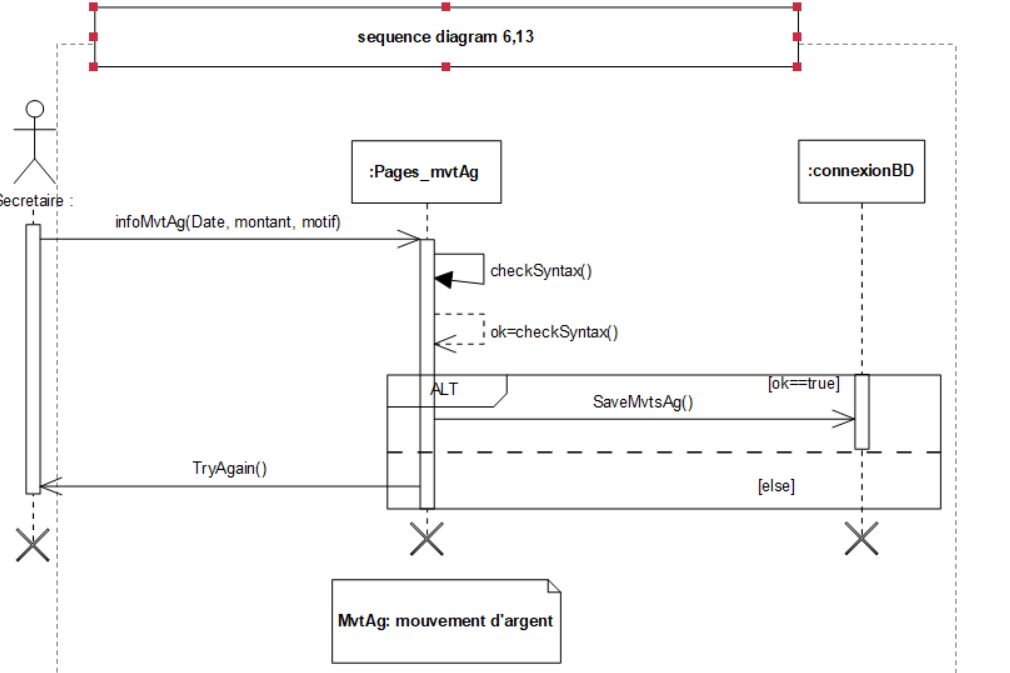 sequence diagram 6,13
:Pages_mvtAg
:connexionBD
Secretaire :
infoMvtAg(Date, montant, motif)
checkSyntax()
ok=checkSyntax()
ALT
[ok==true]
SaveMvtsAg()
TryAgain()
[else]
MvtAg: mouvement d'argent